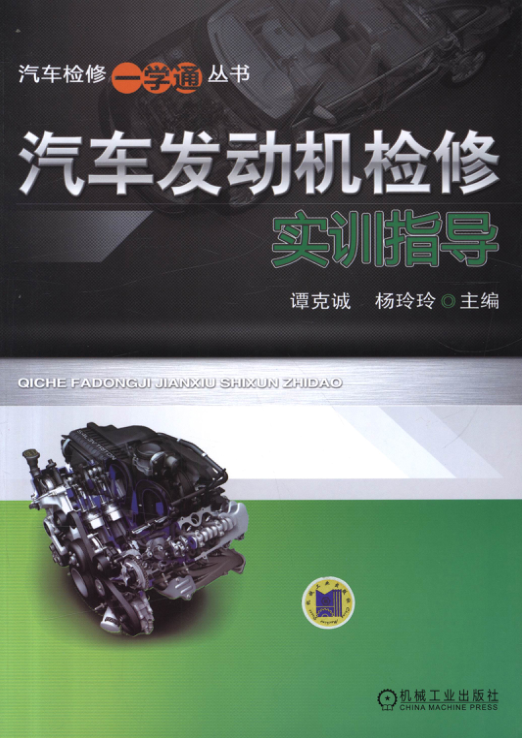 汽车检修一学通丛书
汽车发动机检修
实训指导
谭克诚 杨玲玲 ◎ 主编
QICHE FADONGJI JIANXIU SHIXUN ZHIDAO
机械工业出版社
CHINA MACHINE PRESS